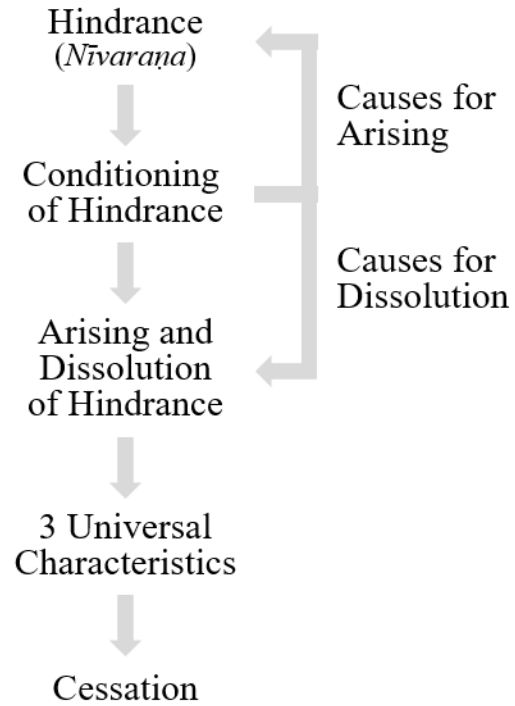 Hindrance
(Nīvaraṇa)
Causes for
Arising
Conditioning
of Hindrance
Causes for
Dissolution
Arising and
Dissolution
of Hindrance
3 Universal
Characteristics
Cessation